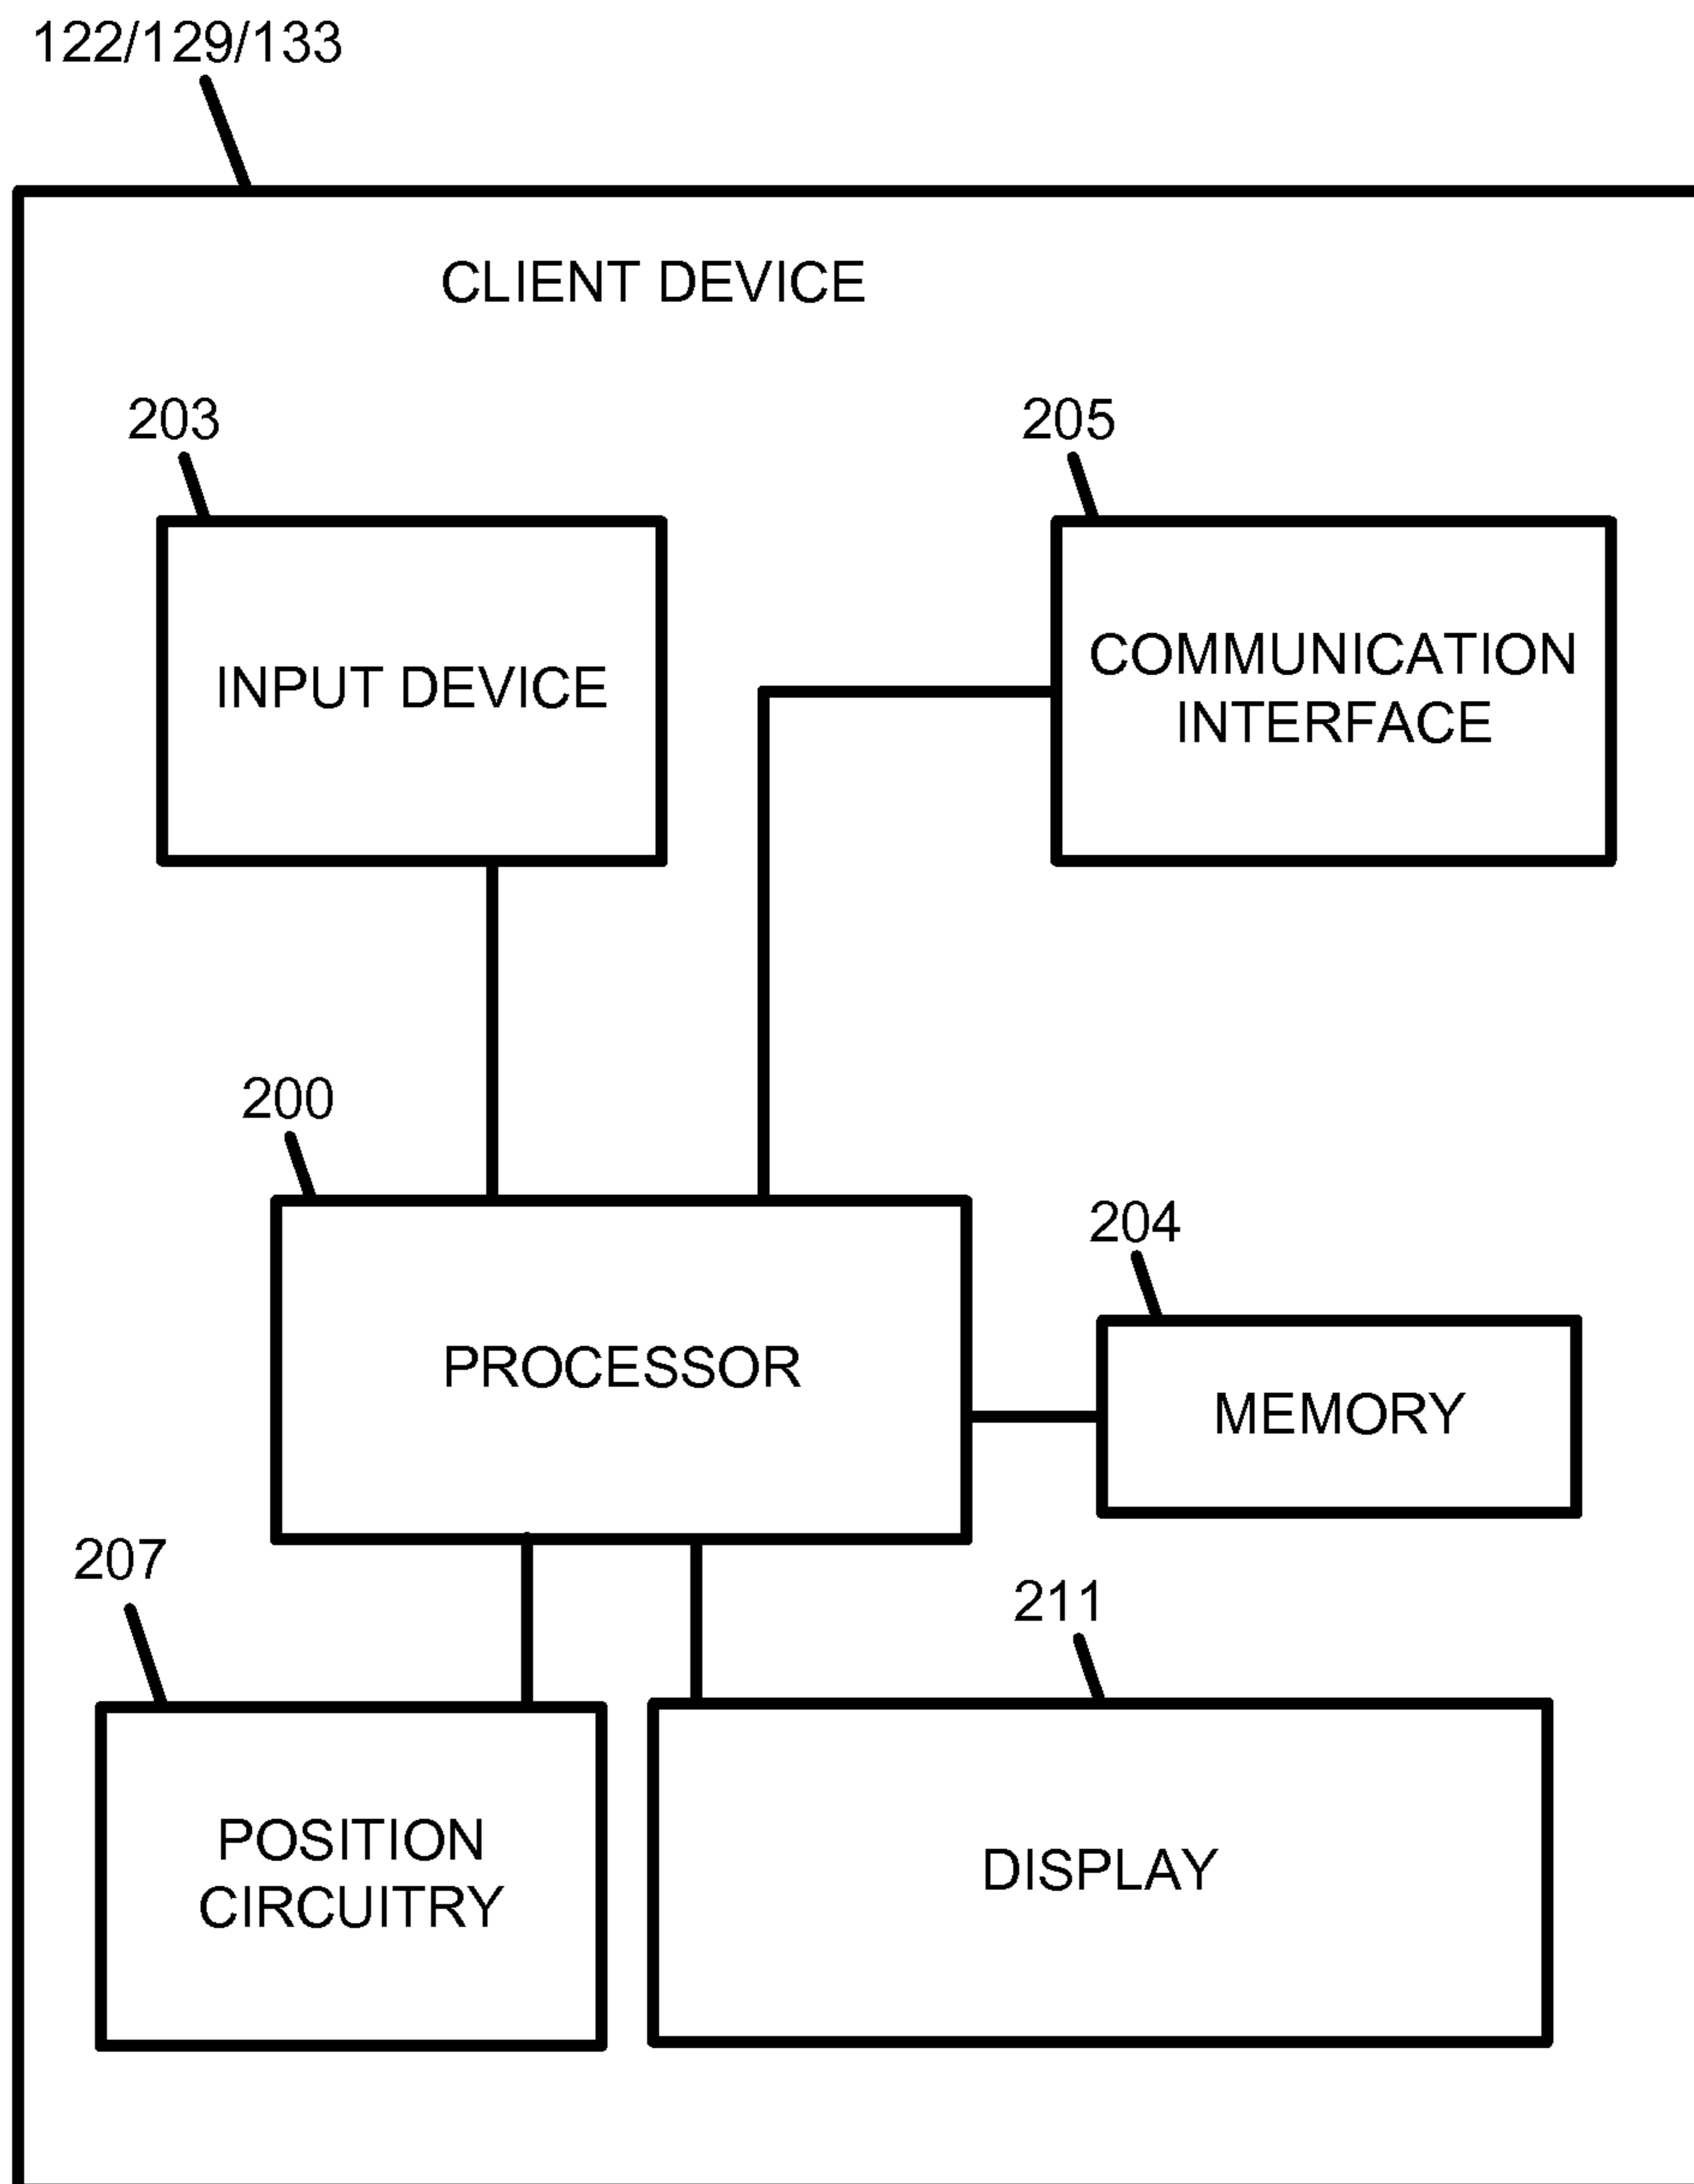 122/129/133
CLIENT DEVICE
203
205
INPUT DEVICE
COMMUNICATION
INTERFACE
200
204
PROCESSOR
MEMORY
207
211
POSITION
CIRCUITRY
DISPLAY